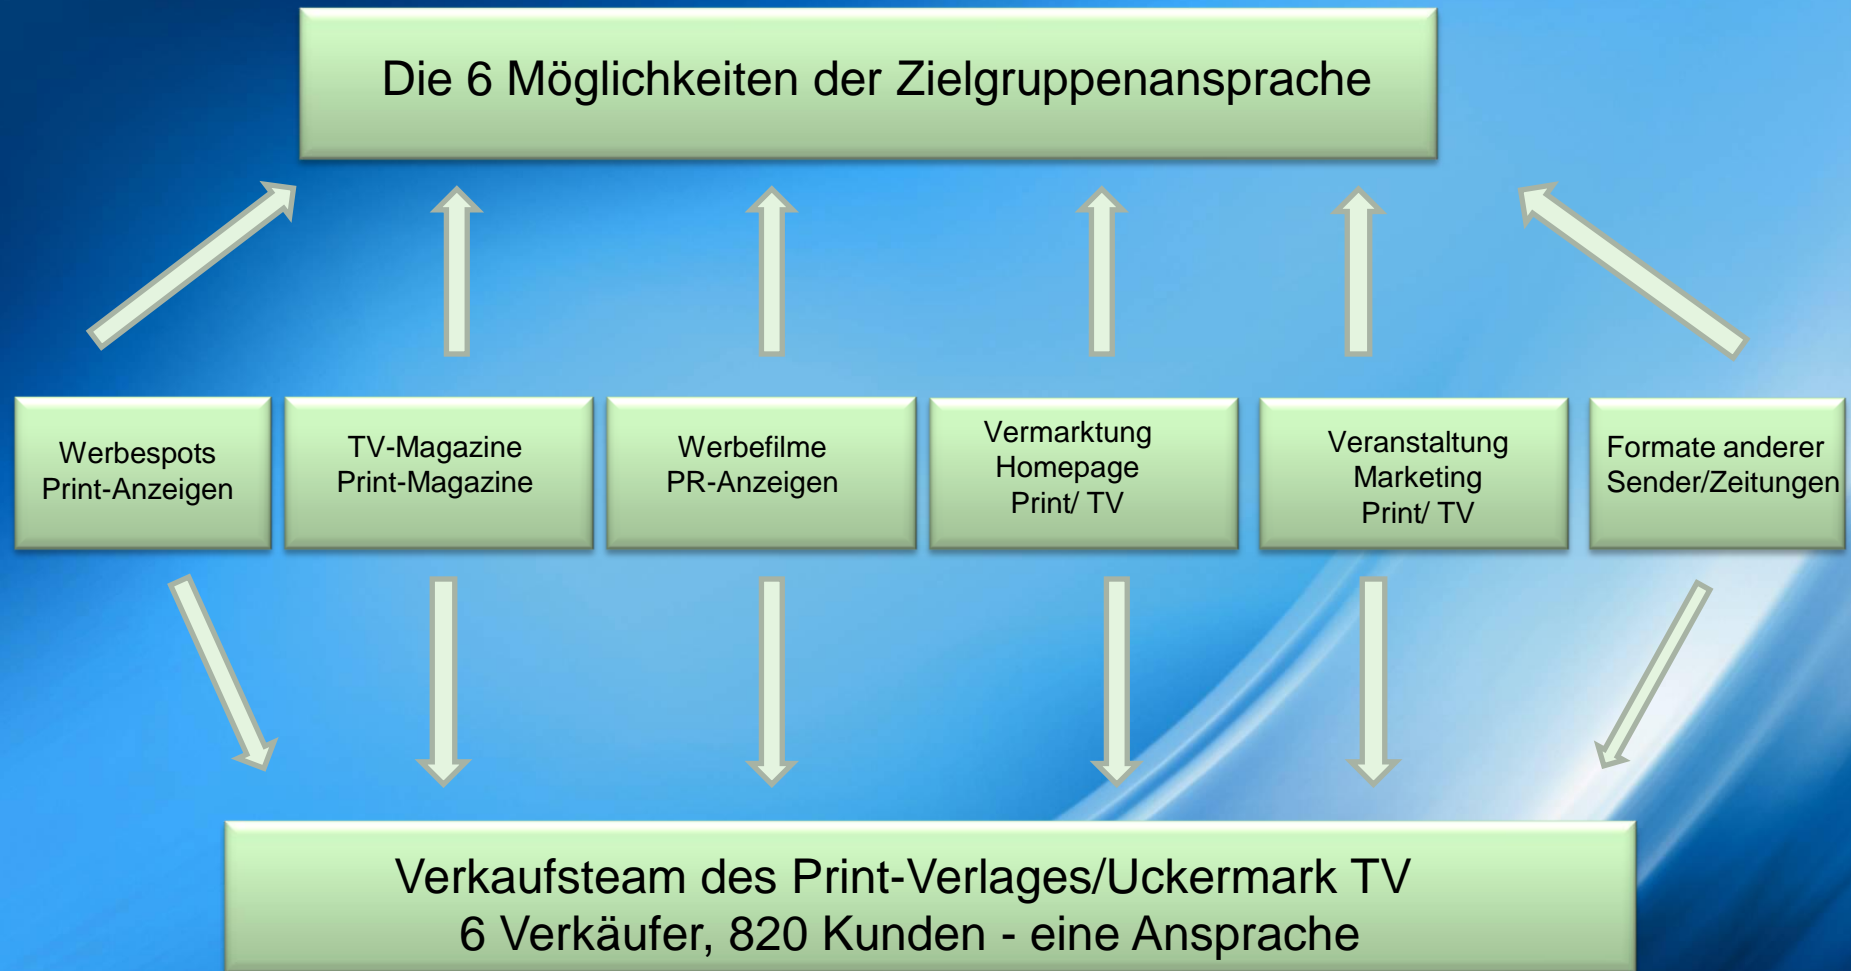 Die 6 Möglichkeiten der Zielgruppenansprache
Werbespots
Print-Anzeigen
TV-Magazine
Print-Magazine
Werbefilme
PR-Anzeigen
Vermarktung
Homepage
Print/ TV
Veranstaltung
Marketing
Print/ TV
Formate anderer
Sender/Zeitungen
Verkaufsteam des Print-Verlages/Uckermark TV
6 Verkäufer, 820 Kunden - eine Ansprache